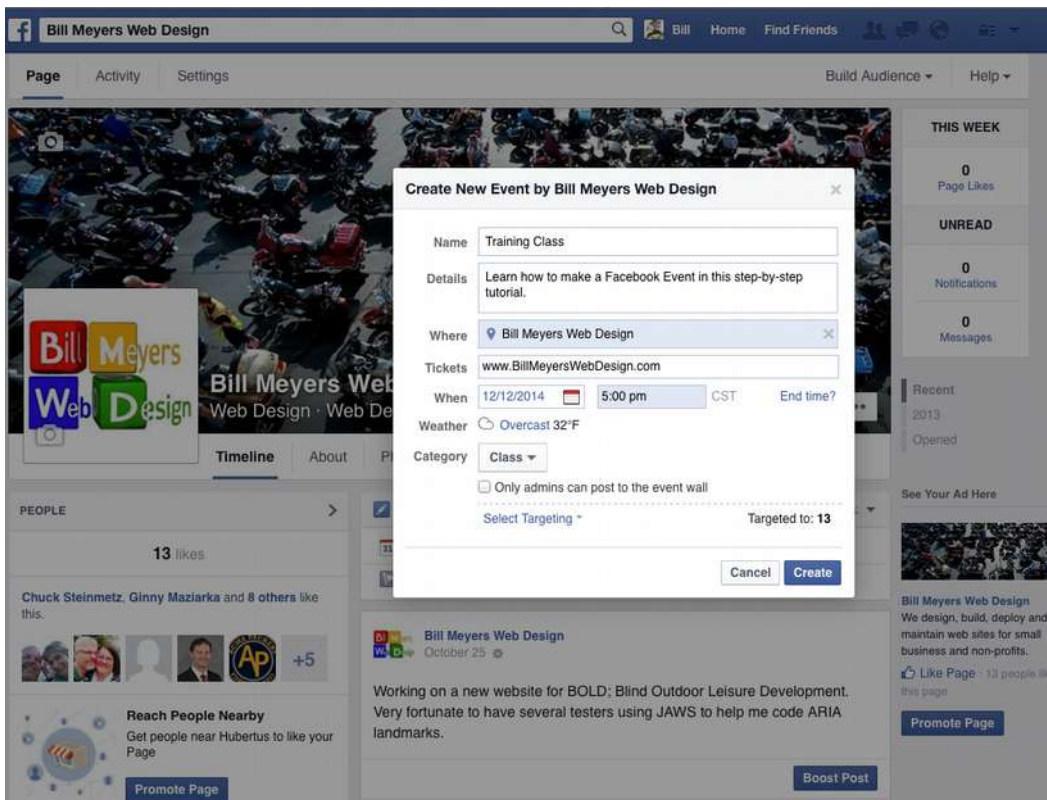 Bill Meyers Web Design
Bill
Home
Find Friends
Page
Activity
Settings
Build Audience
Help
THIS WEEK
0
Page Likes
UNREAD
0
Notifications
0
Messages
Recent
2013
Opened
Create New Event by Bill Meyers Web Design
Name
Training Class
Details
Learn how to make a Facebook Event in this step-by-step
tutorial.
Where
Bill Meyers Web Design
Tickets
www.BillMeyersWebDesign.com
When
12/12/2014
5:00 pm
CST
End time?
Weather
Overcast 32°F
Category
Class
Only admins can post to the event wall
Select Targeting
Targeted to: 13
Cancel
Create
Bill Meyers
Web Design
Bill Meyers Web
Web Design · Web De
Timeline
About
PEOPLE
13 likes
Chuck Steinmetz, Ginny Maziarka and 8 others like
this.
AP
+5
Reach People Nearby
Get people near Hubertus to like your
Page
Promote Page
31
Bill Meyers Web Design
October 25
Working on a new website for BOLD; Blind Outdoor Leisure Development.
Very fortunate to have several testers using JAWS to help me code ARIA
landmarks.
Boost Post
See Your Ad Here
Bill Meyers Web Design
We design, build, deploy and
maintain web sites for small
business and non-profits.
Like Page · 13 people li
this page
Promote Page